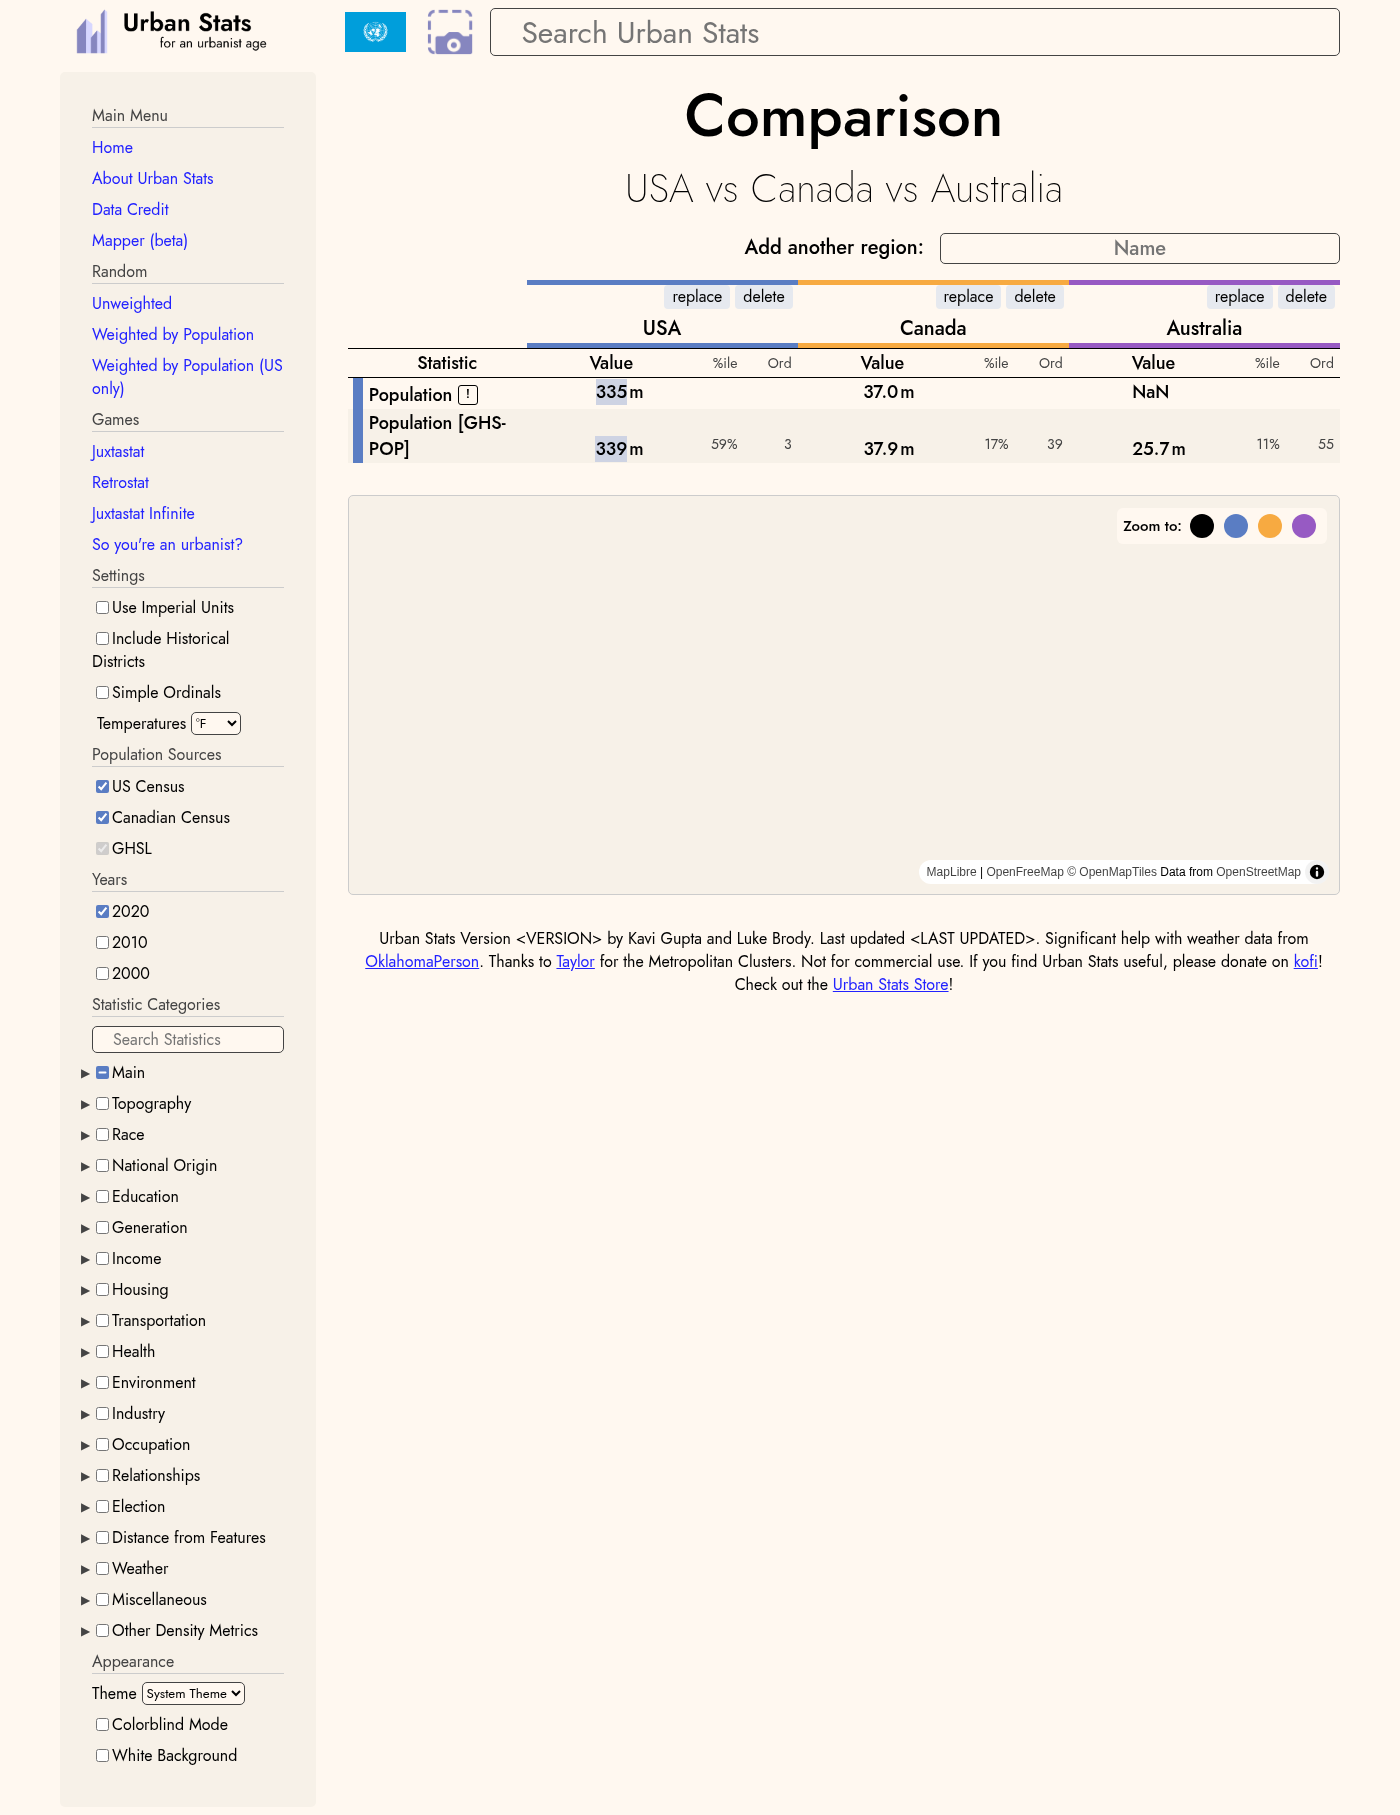 Urban Stats
for an urbanist age
Search Urban Stats
Main Menu
Home
About Urban Stats
Data Credit
Mapper (beta)
Random
Unweighted
Weighted by Population
Weighted by Population (US
only)
Games
Juxtastat
Retrostat
Juxtastat Infinite
So you're an urbanist?
Settings
Use Imperial Units
Include Historical
Districts
Simple Ordinals
Temperatures °F
Population Sources
US Census
Canadian Census
GHSL
Years
2020
2010
2000
Statistic Categories
Search Statistics
Main
Topography
Race
National Origin
Education
Generation
Income
Housing
Transportation
Health
Environment
Industry
Occupation
Relationships
Election
Distance from Features
Weather
Miscellaneous
Other Density Metrics
Appearance
Theme System Theme
Colorblind Mode
White Background
Comparison
USA vs Canada vs Australia
Add another region: Name
replace delete replace delete replace delete
USA Canada Australia
Statistic Value %ile Ord Value %ile Ord Value %ile Ord
Population ! 335 m 37.0 m NaN
Population [GHS-
POP] 339 m 59% 3 37.9 m 17% 39 25.7 m 11% 55
Zoom to:
MapLibre | OpenFreeMap © OpenMapTiles Data from OpenStreetMap
Urban Stats Version <VERSION> by Kavi Gupta and Luke Brody. Last updated <LAST UPDATED>. Significant help with weather data from
OklahomaPerson. Thanks to Taylor for the Metropolitan Clusters. Not for commercial use. If you find Urban Stats useful, please donate on kofi!
Check out the Urban Stats Store!